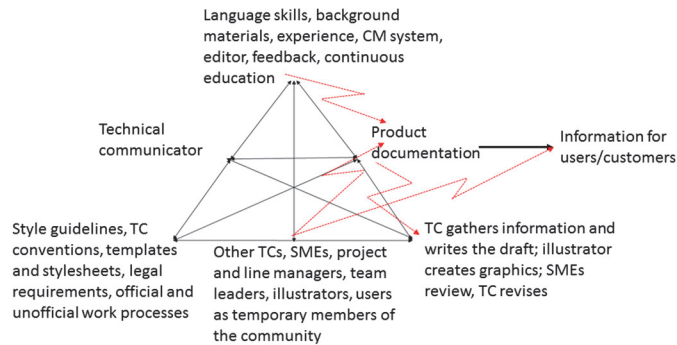 Language skills, background
materials, experience, CM system,
editor, feedback, continuous
education
Technical
communicator
Product
documentation
Information for
users/customers
Style guidelines, TC
conventions, templates
and stylesheets, legal
requirements, official and
unofficial work processes
Other TCs, SMEs, project
and line managers, team
leaders, illustrators, users
as temporary members of
the community
TC gathers information and
writes the draft; illustrator
creates graphics; SMEs
review, TC revises